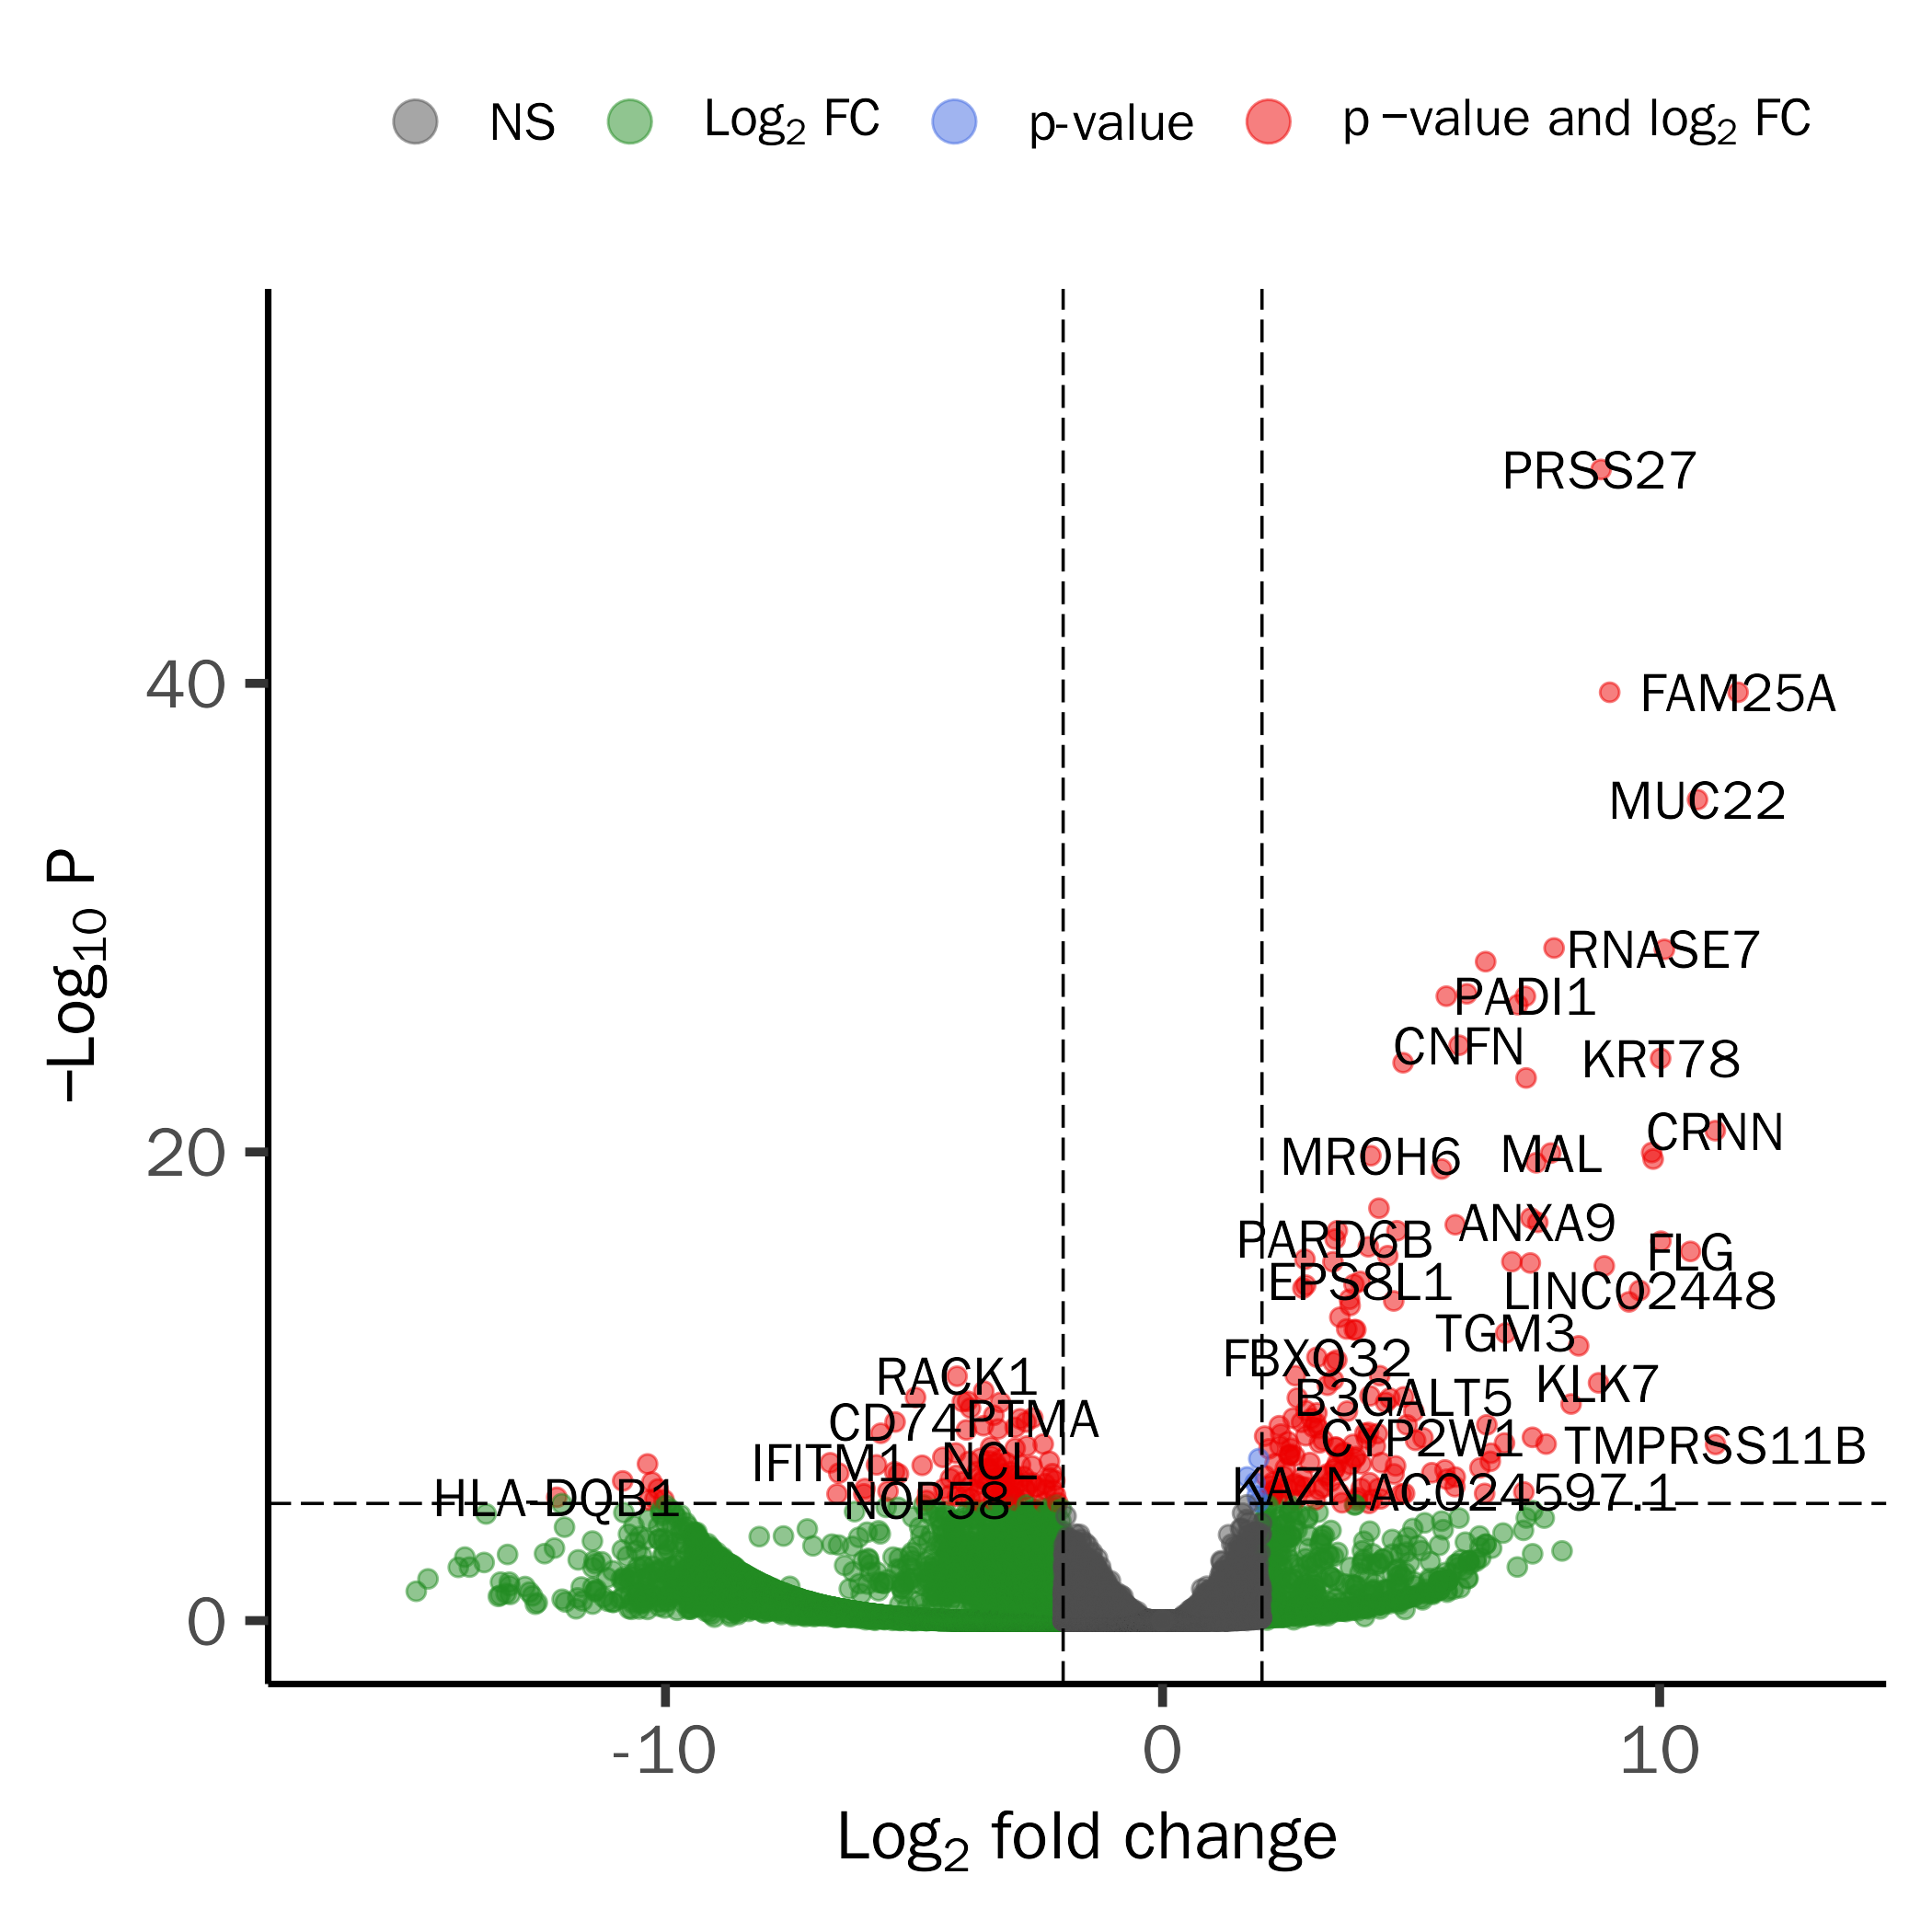 NS Log2 FC p-value p −value and log2 FC
PRSS27
40
FAM25A
MUC22
RNASE7
PADI1
CNFN
KRT78
CRNN
20
MROH6
MAL
ANXA9
PARD6B
FLG
EPS8L1
LINC02448
TGM3
FBXO32
RACK1
KLK7
B3GALT5
CD74
PTMA
CYP2W1
TMPRSS11B
IFITM1
NCL
KAZN
AC024597.1
HLA-DQB1
NOP58
0
−Log10 P
-10 0 10
Log2 fold change